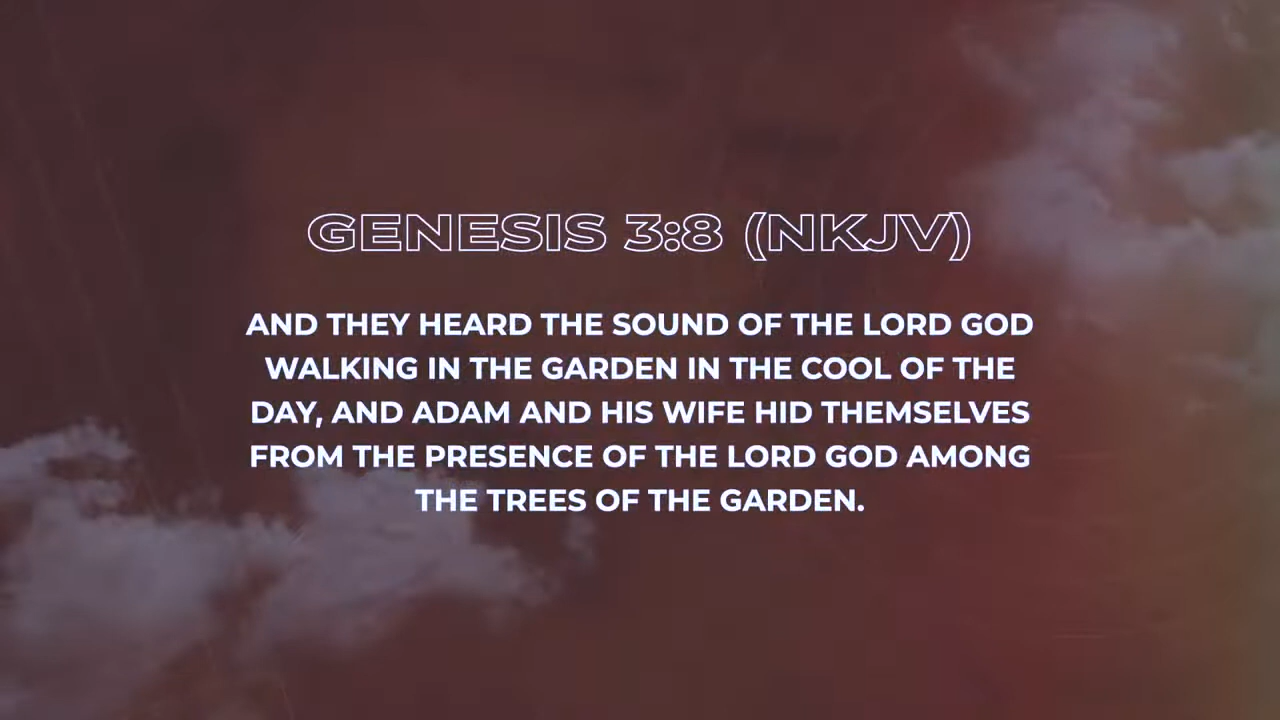 GENESIS 3:8 (NKJV)
AND THEY HEARD THE SOUND OF THE LORD GOD
WALKING IN THE GARDEN IN THE COOL OF THE
DAY, AND ADAM AND HIS WIFE HID THEMSELVES
FROM THE PRESENCE OF THE LORD GOD AMONG
THE TREES OF THE GARDEN.